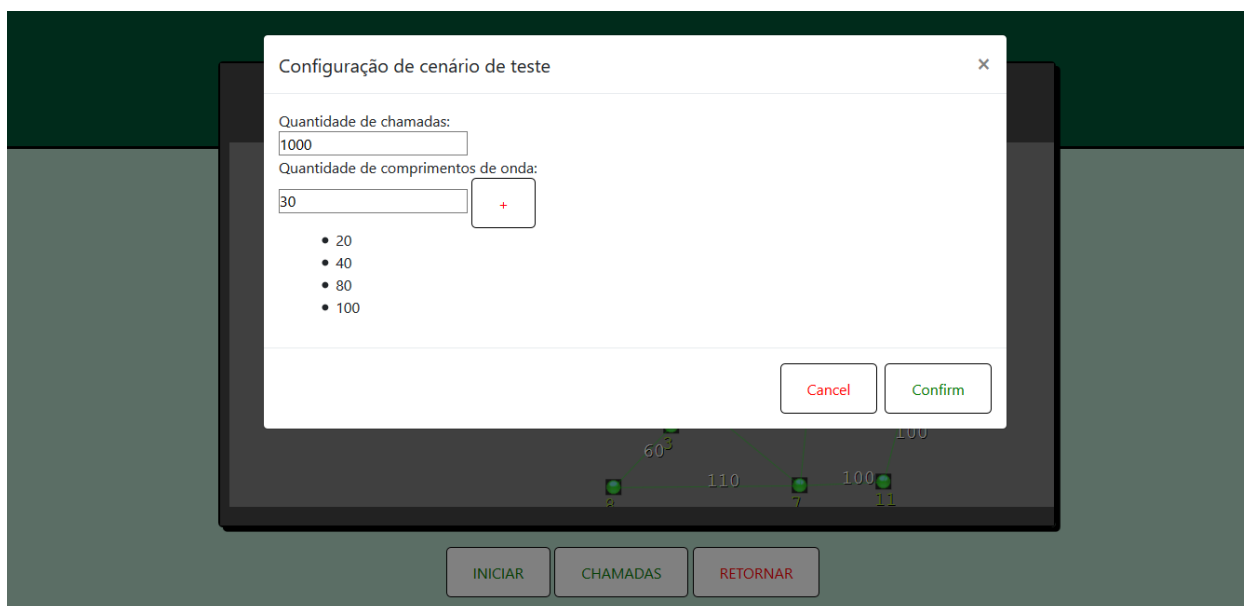 Configuração de cenário de teste ×
Quantidade de chamadas:
1000
Quantidade de comprimentos de onda:
30 +
• 20
• 40
• 80
• 100
Cancel Confirm
100
60 3
110 100
8 7 11
INICIAR CHAMADAS RETORNAR